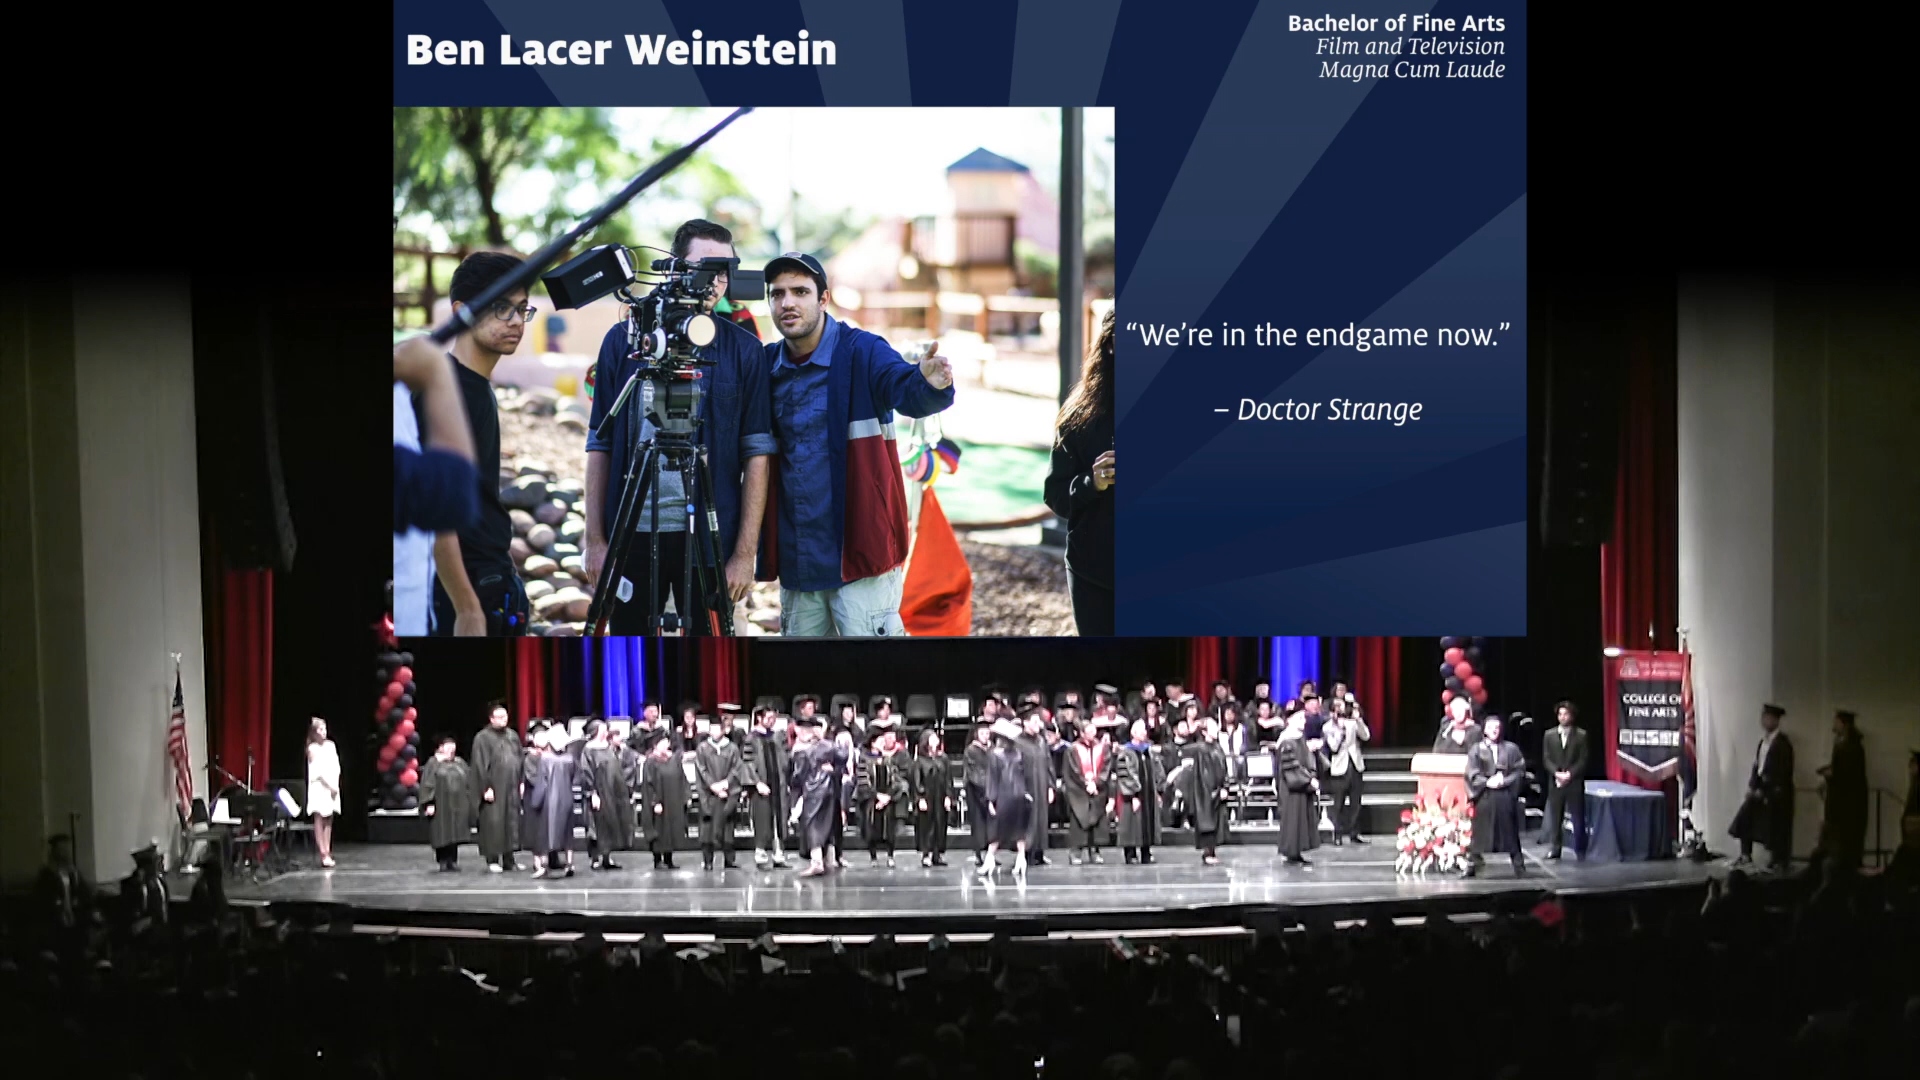 Ben Lacer Weinstein
Bachelor of Fine Arts
Film and Television
Magna Cum Laude
“We’re in the endgame now.”
– Doctor Strange
COLLEGE OF
FINE ARTS